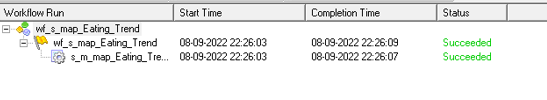 Workflow Run Start Time Completion Time Status
wf_s_map_Eating_Trend
wf_s_map_Eating_Trend 08-09-2022 22:26:03 08-09-2022 22:26:09 Succeeded
s_m_map_Eating_Tre... 08-09-2022 22:26:03 08-09-2022 22:26:07 Succeeded